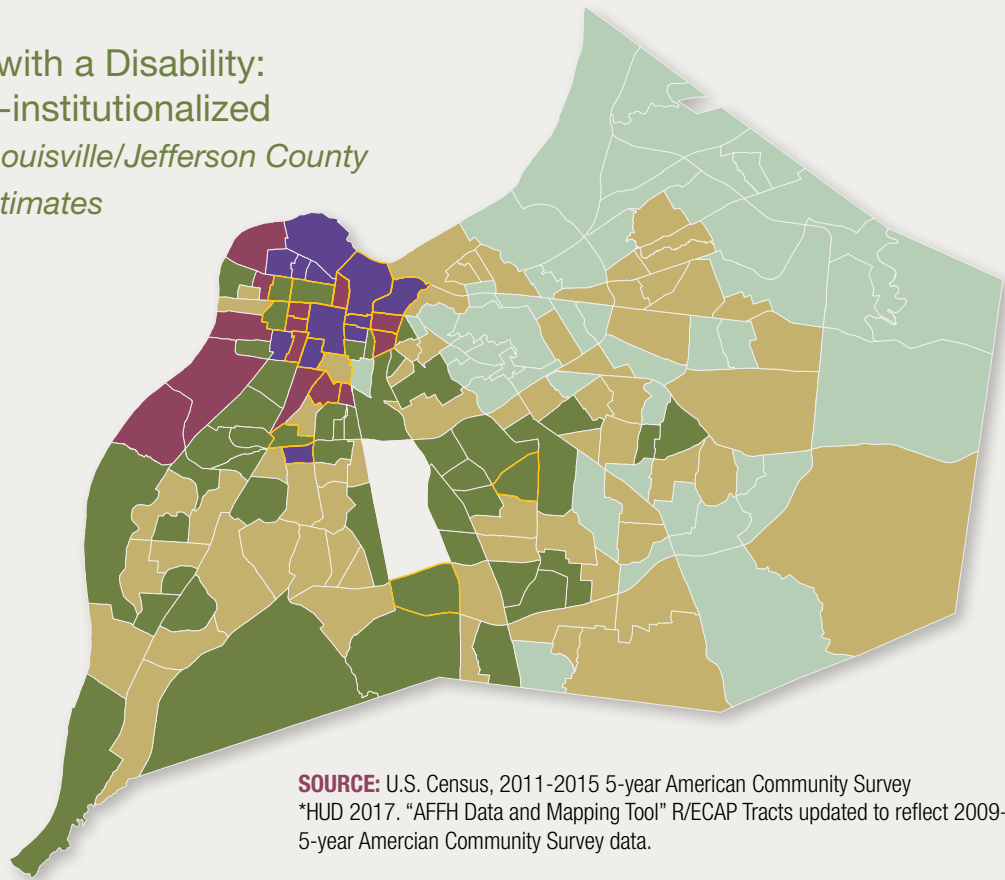 with a Disability:
-institutionalized
ouisville/Jefferson County
timates
SOURCE: U.S. Census, 2011-2015 5-year American Community Survey
*HUD 2017. “AFFH Data and Mapping Tool” R/ECAP Tracts updated to reflect 2009-
5-year Amercian Community Survey data.